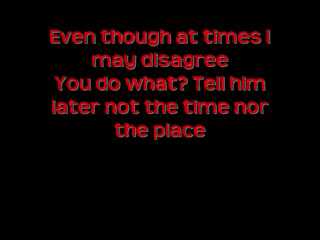 Even though at times I
may disagree
You do what? Tell him
later not the time nor
the place